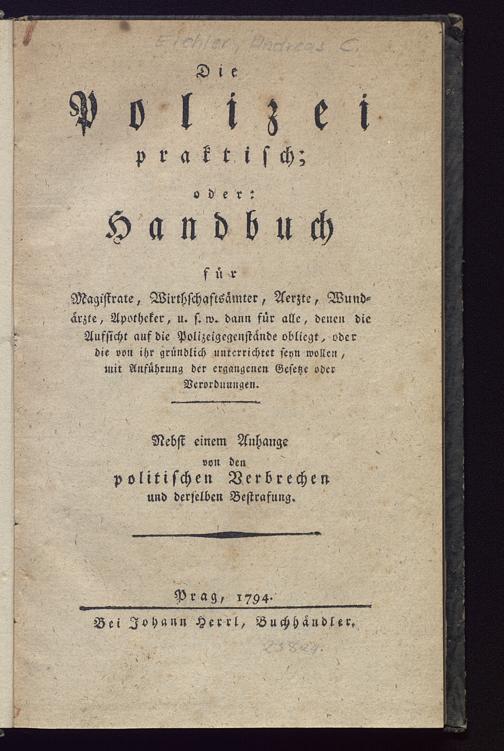 Eichler, Andreas C.
Die
Polizei
praktisch;
oder:
Handbuch
für
Magistrate, Wirthschaftsämter, Aerzte, Wund=
ärzte, Apotheker, u. s. w. dann für alle, denen die
Aufsicht auf die Polizeigegenstände obliegt, oder
die von ihr gründlich unterrichtet seyn wollen,
mit Anführung der ergangenen Gesetze oder
Verordnungen.
Nebst einem Anhange
von den
politischen Verbrechen
und derselben Bestrafung.
Prag, 1794.
Bei Johann Herrl, Buchhändler.